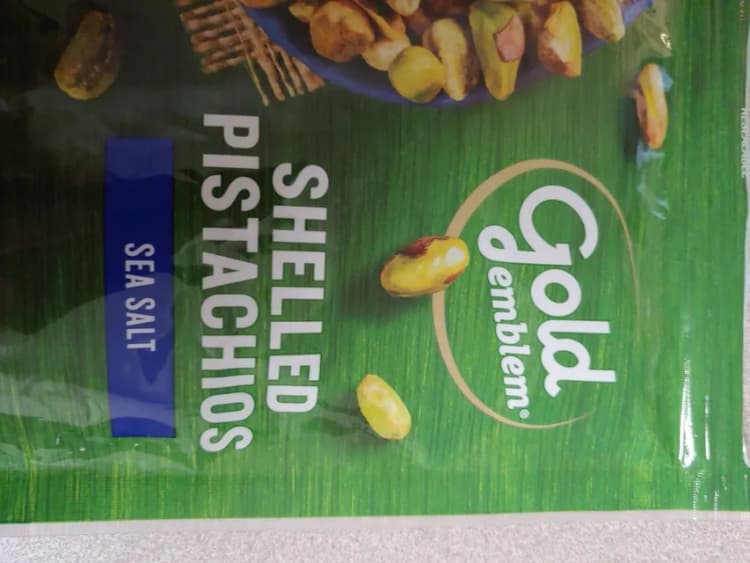 Gold
emblem®
SHELLED
PISTACHIOS
SEA SALT